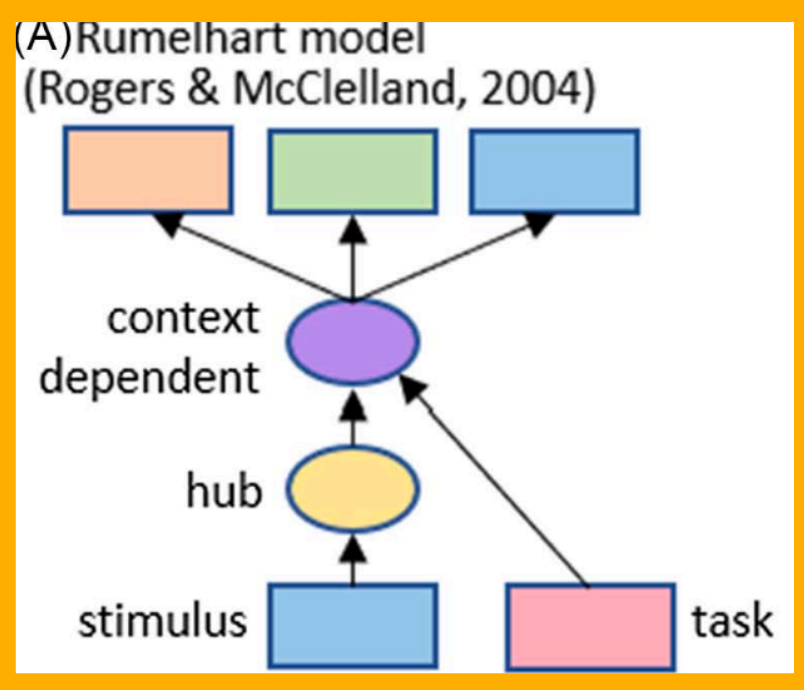 (A) Rumelhart model
(Rogers & McClelland, 2004)
context
dependent
hub
stimulus
task